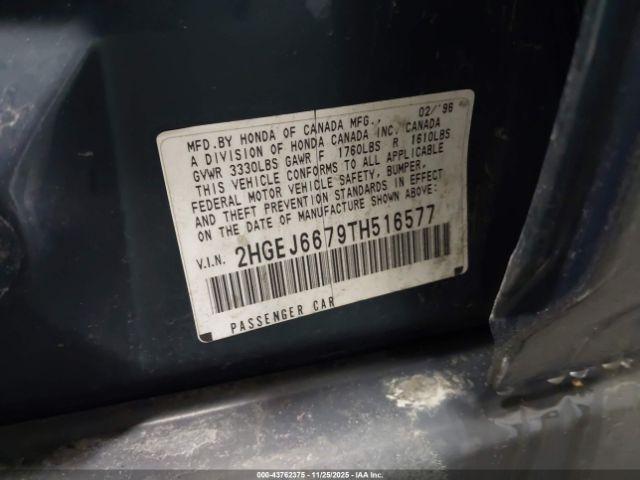 02/'96
MFD.BY HONDA OF CANADA MFG.,
A DIVISION OF HONDA CANADA INC. CANADA
GVWR 3330LBS GAWR F 1760LBS R 1610LBS
THIS VEHICLE CONFORMS TO ALL APPLICABLE
FEDERAL MOTOR VEHICLE SAFETY, BUMPER,
AND THEFT PREVENTION STANDARDS IN EFFECT
ON THE DATE OF MANUFACTURE SHOWN ABOVE:
V.I.N. 2HGEJ6679TH516577
PASSENGER CAR
000-43762375 - 11/25/2025 - IAA Inc.